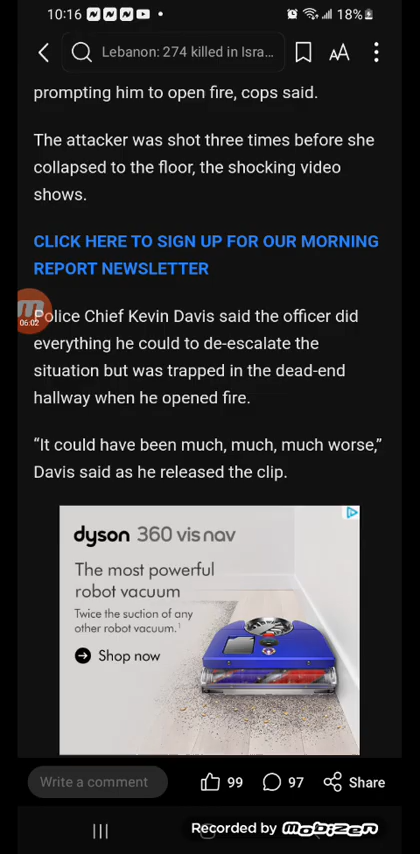 10:16
18%
Lebanon: 274 killed in Isra...
AA
prompting him to open fire, cops said.
The attacker was shot three times before she
collapsed to the floor, the shocking video
shows.
CLICK HERE TO SIGN UP FOR OUR MORNING
REPORT NEWSLETTER
06:02
Police Chief Kevin Davis said the officer did
everything he could to de-escalate the
situation but was trapped in the dead-end
hallway when he opened fire.
“It could have been much, much, much worse,”
Davis said as he released the clip.
dyson 360 vis nav
The most powerful
robot vacuum
Twice the suction of any
other robot vacuum.¹
Shop now
Write a comment
99
97
Share
Recorded by mobizen